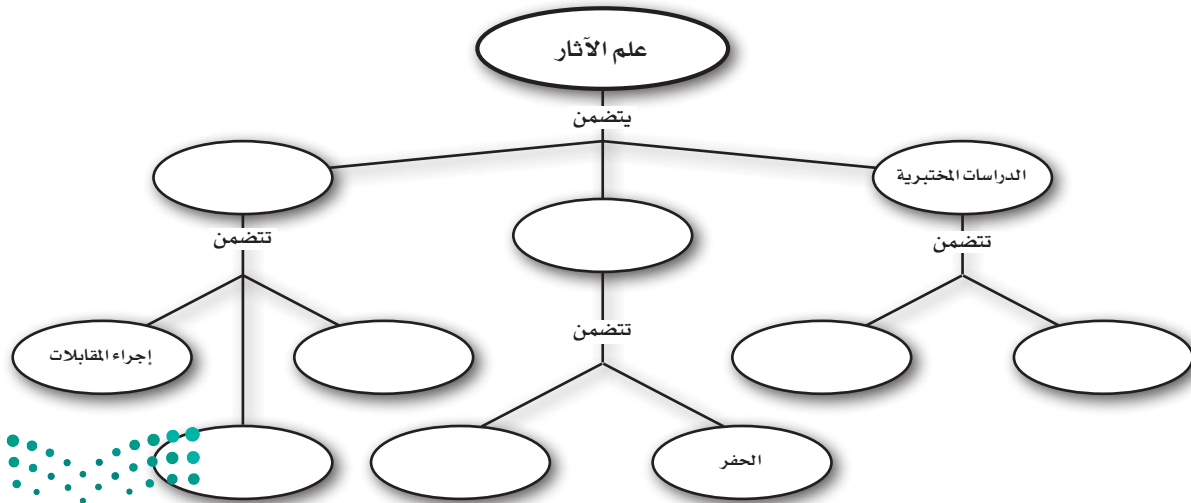 علم الآثار
يتضمن
الدراسات المختبرية
تتضمن
تتضمن
تتضمن
إجراء المقابلات
الحفر